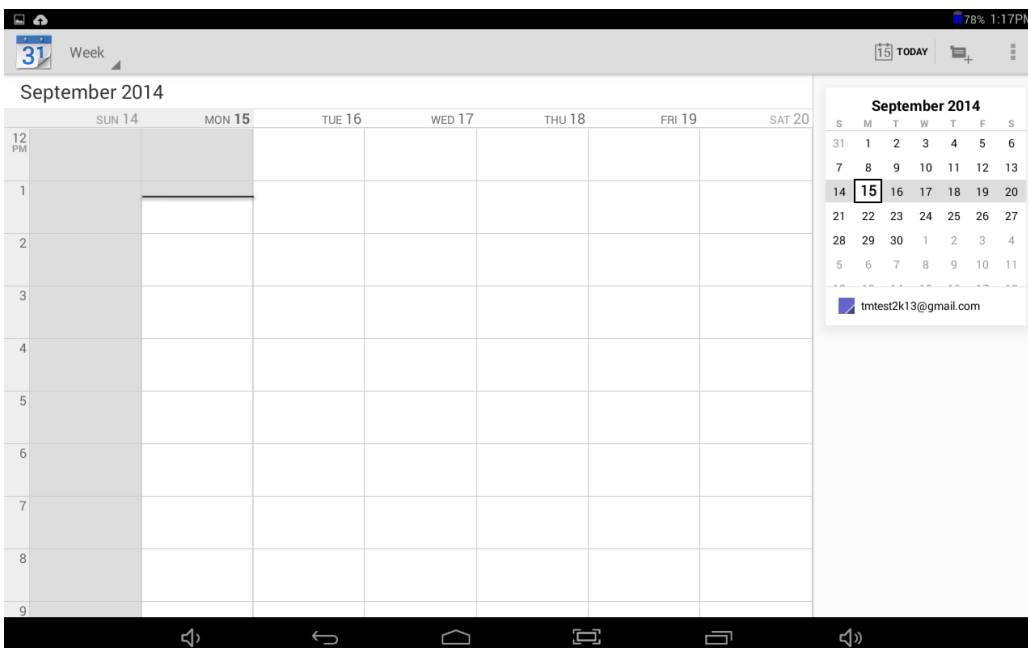 78% 1:17PM
31 Week 15 TODAY
September 2014
SUN 14 MON 15 TUE 16 WED 17 THU 18 FRI 19 SAT 20
12
PM
1
2
3
4
5
6
7
8
9
September 2014
S M T W T F S
31 1 2 3 4 5 6
7 8 9 10 11 12 13
14 15 16 17 18 19 20
21 22 23 24 25 26 27
28 29 30 1 2 3 4
5 6 7 8 9 10 11
tmtest2k13@gmail.com